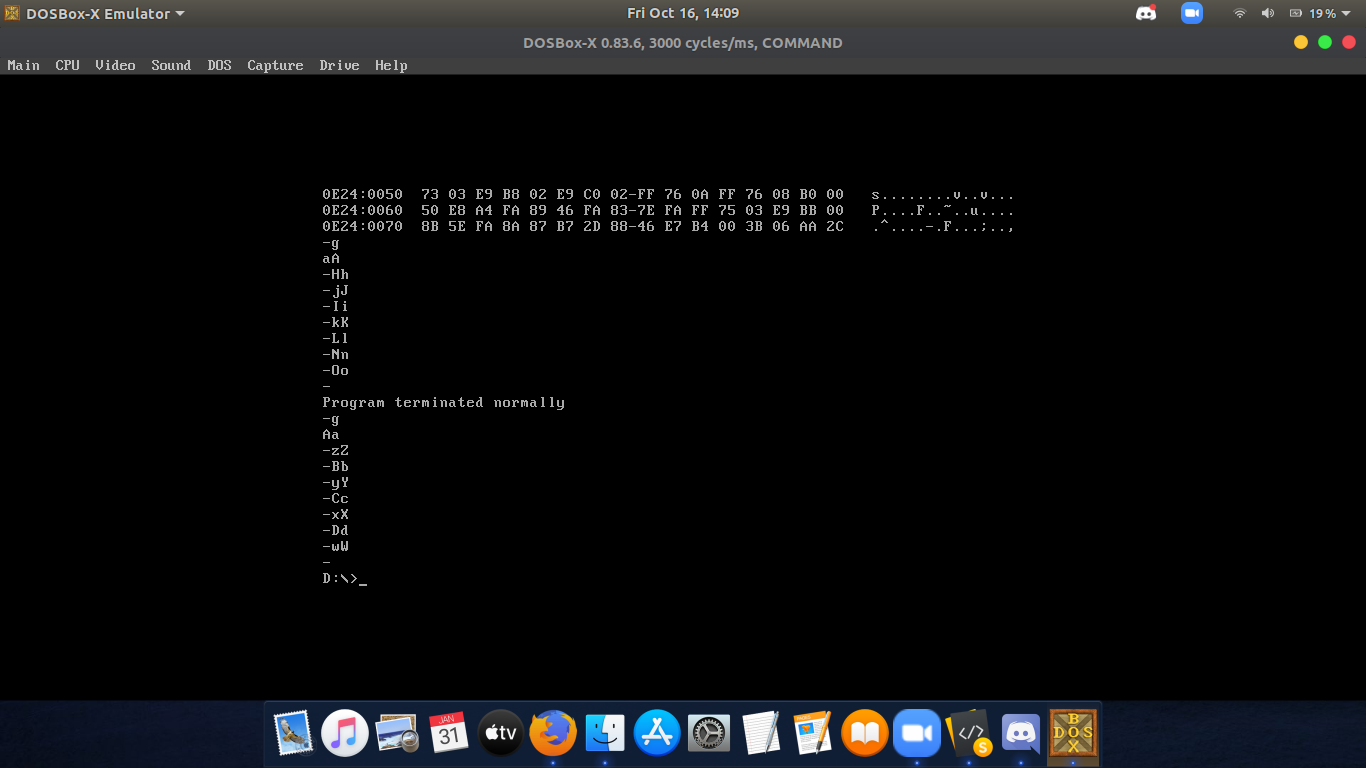 DOSBox-X Emulator
Fri Oct 16, 14:09
19%
DOSBox-X 0.83.6, 3000 cycles/ms, COMMAND
Main CPU Video Sound DOS Capture Drive Help
0E24:0050 73 03 E9 B8 02 E9 C0 02-FF 76 0A FF 76 08 B0 00 s........v..v...
0E24:0060 50 E8 A4 FA 89 46 FA 83-7E FA FF 75 03 E9 BB 00 P....F..~..u....
0E24:0070 8B 5E FA 8A 87 B7 2D 88-46 E7 B4 00 3B 06 AA 2C .^....-.F...;..,
-g
aA
-Hh
-jJ
-Ii
-kK
-Ll
-Nn
-Oo
-
Program terminated normally
-g
Aa
-zZ
-Bb
-yY
-Cc
-xX
-Dd
-wW
-
D:\>_
JAN
31
tv
</> S
BOX
DOS